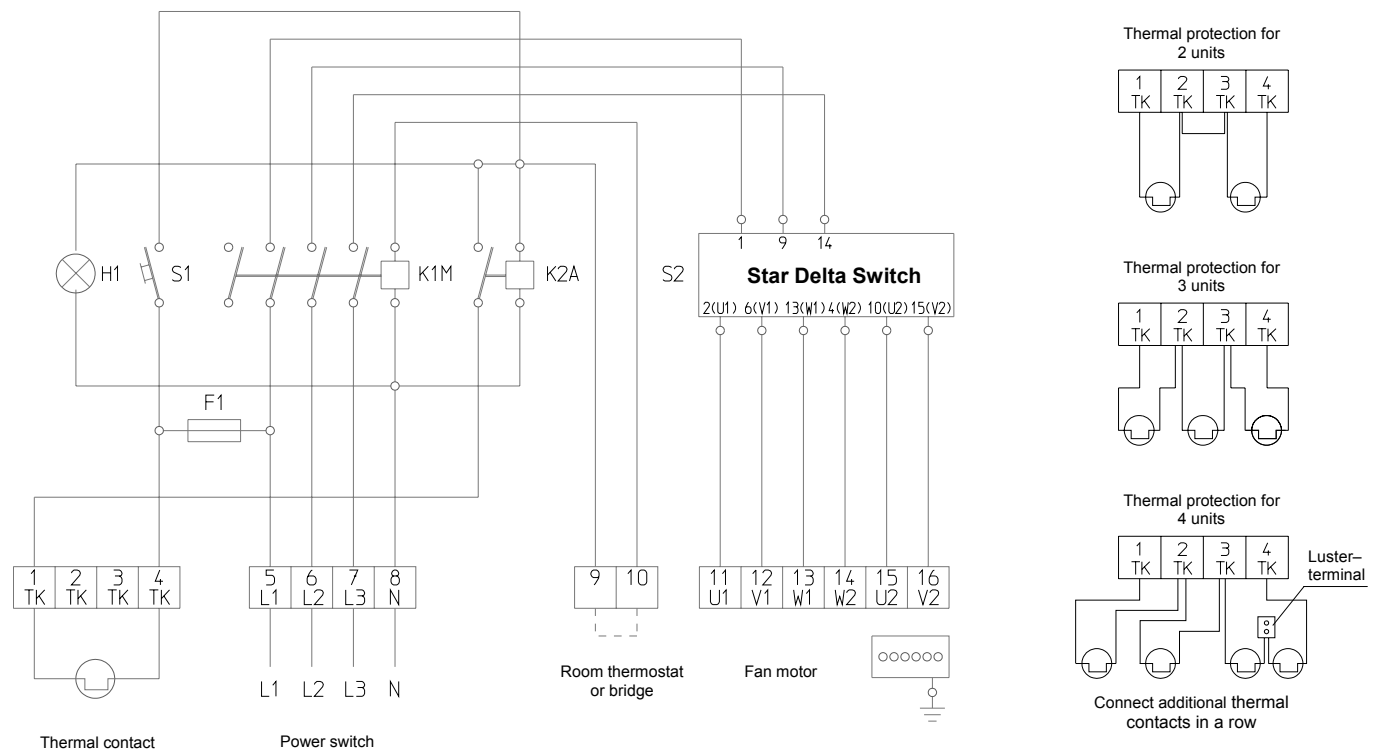 H1
S1
K1M
K2A
S2
1 9 14
Star Delta Switch
2(U1) 6(V1) 13(W1) 4(W2) 10(U2) 15(V2)
F1
1 2 3 4
TK TK TK TK
5 6 7 8
L1 L2 L3 N
9 10
11 12 13 14 15 16
U1 V1 W1 W2 U2 V2
L1 L2 L3 N
Thermal contact
Power switch
Room thermostat
or bridge
Fan motor
Thermal protection for
2 units
1 2 3 4
TK TK TK TK
Thermal protection for
3 units
1 2 3 4
TK TK TK TK
Thermal protection for
4 units
1 2 3 4
TK TK TK TK
Luster–
terminal
Connect additional thermal
contacts in a row